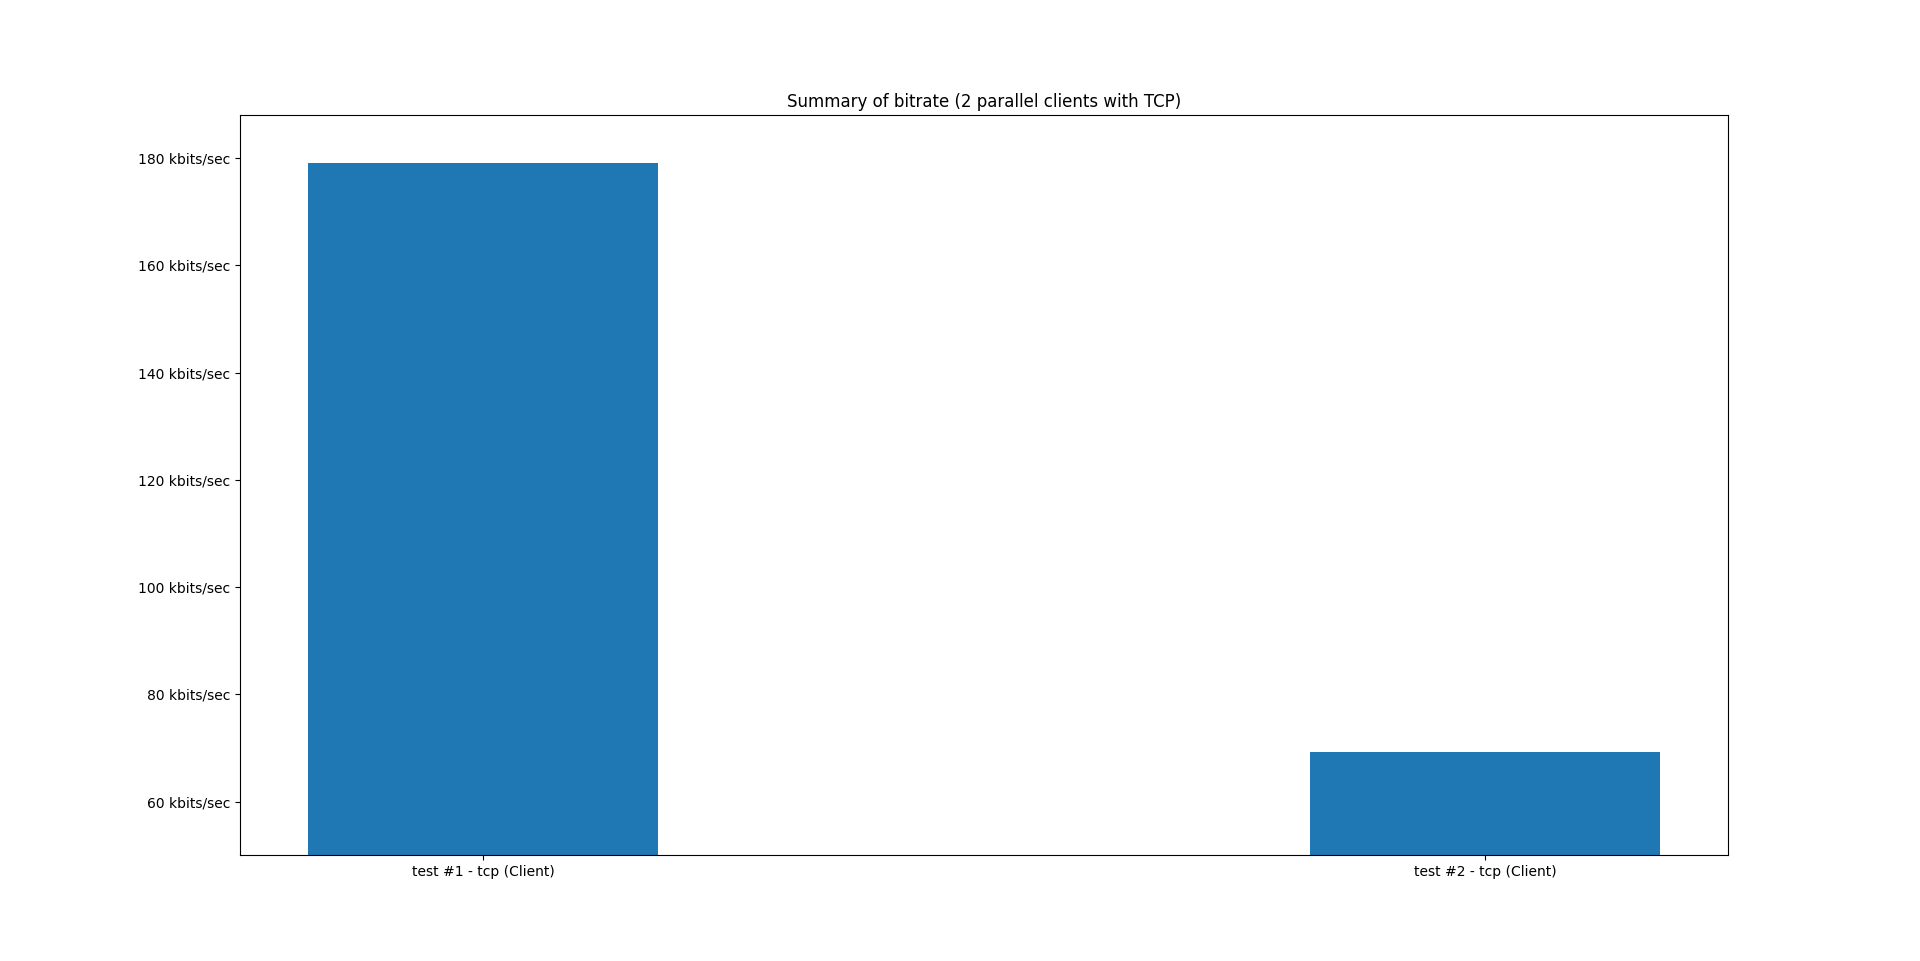 Summary of bitrate (2 parallel clients with TCP)
180 kbits/sec
160 kbits/sec
140 kbits/sec
120 kbits/sec
100 kbits/sec
80 kbits/sec
60 kbits/sec
test #1 - tcp (Client)
test #2 - tcp (Client)